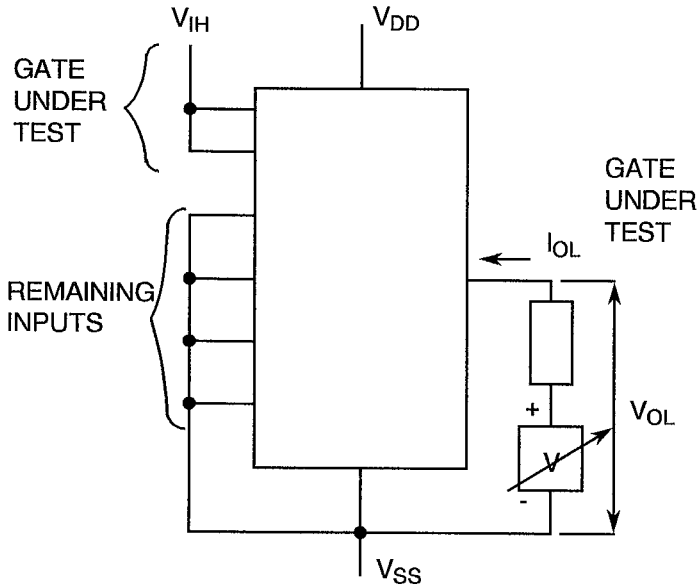 V_IH
V_DD
GATE
UNDER
TEST
GATE
UNDER
TEST
I_OL
REMAINING
INPUTS
+
V_OL
V
-
V_SS